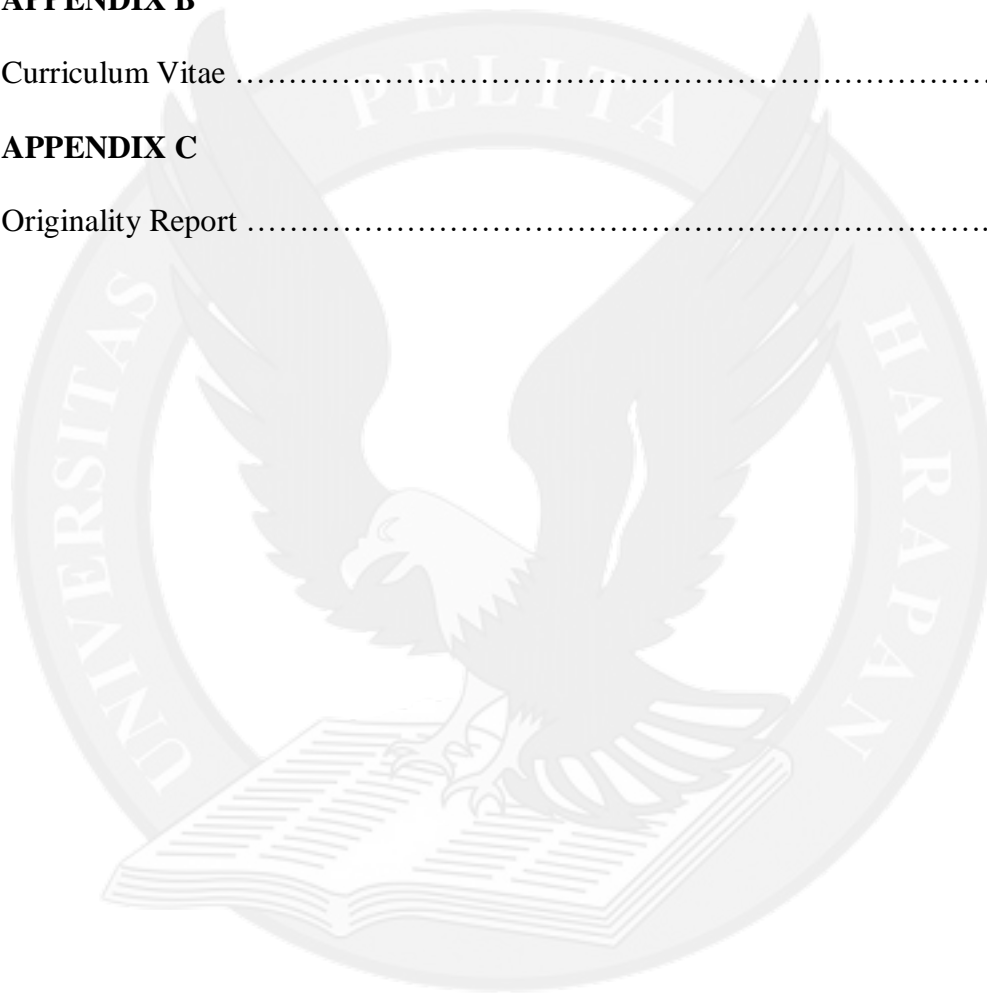 APPENDIX B
Curriculum Vitae ……………………………………………………………
APPENDIX C
Originality Report ……………………………………………………………
UNIVERSITAS PELITA HARAPAN